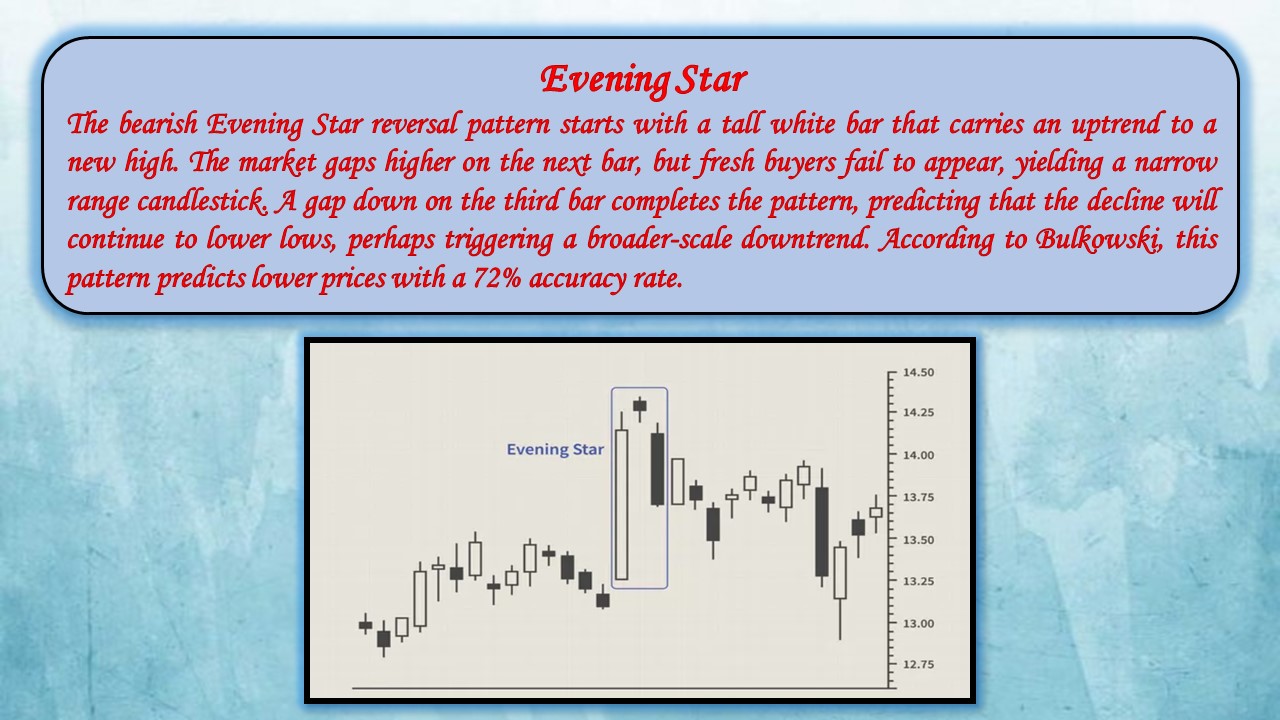 Evening Star
The bearish Evening Star reversal pattern starts with a tall white bar that carries an uptrend to a
new high. The market gaps higher on the next bar, but fresh buyers fail to appear, yielding a narrow
range candlestick. A gap down on the third bar completes the pattern, predicting that the decline will
continue to lower lows, perhaps triggering a broader-scale downtrend. According to Bulkowski, this
pattern predicts lower prices with a 72% accuracy rate.
Evening Star
14.50
14.25
14.00
13.75
13.50
13.25
13.00
12.75